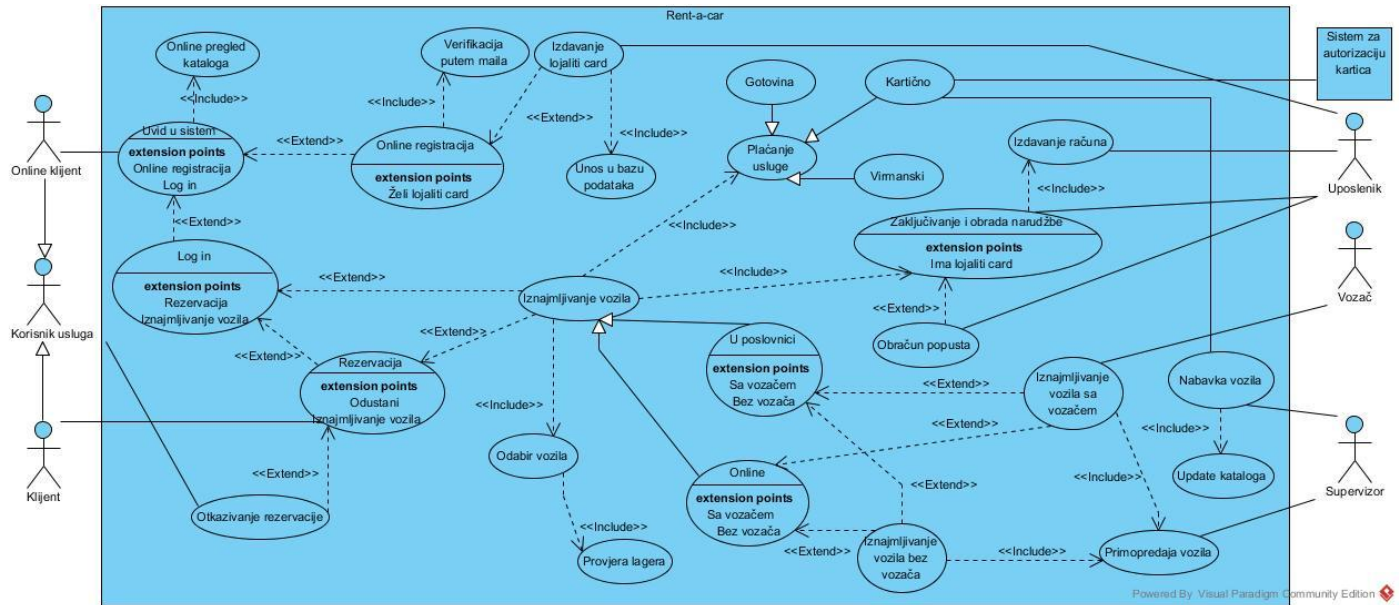 Rent-a-car
Online pregled
kataloga
<<Include>>
Uvid u sistem
extension points
Online registracija
Log in
Online klijent
<<Extend>>
Verifikacija
putem maila
<<Include>>
Online registracija
extension points
Želi lojaliti card
Izdavanje
lojaliti card
<<Extend>>
<<Include>>
Unos u bazu
podataka
Gotovina
Kartično
Plaćanje
usluge
Virmanski
Sistem za
autorizaciju
kartica
Izdavanje računa
<<Include>>
Uposlenik
Zaključivanje i obrada narudžbe
extension points
Ima lojaliti card
<<Include>>
<<Include>>
<<Extend>>
Obračun popusta
Vozač
<<Extend>>
Log in
extension points
Rezervacija
Iznajmljivanje vozila
<<Extend>>
Iznajmljivanje vozila
Korisnik usluga
<<Extend>>
<<Extend>>
Rezervacija
extension points
Odustani
Iznajmljivanje vozila
<<Extend>>
Otkazivanje rezervacije
Klijent
<<Include>>
Odabir vozila
<<Include>>
Provjera lagera
U poslovnici
extension points
Sa vozačem
Bez vozača
<<Extend>>
<<Extend>>
Iznajmljivanje
vozila sa
vozačem
Nabavka vozila
<<Include>>
Update kataloga
Supervizor
Online
extension points
Sa vozačem
Bez vozača
<<Extend>>
<<Extend>>
Iznajmljivanje
vozila bez
vozača
<<Include>>
<<Include>>
Primopredaja vozila
Powered By Visual Paradigm Community Edition